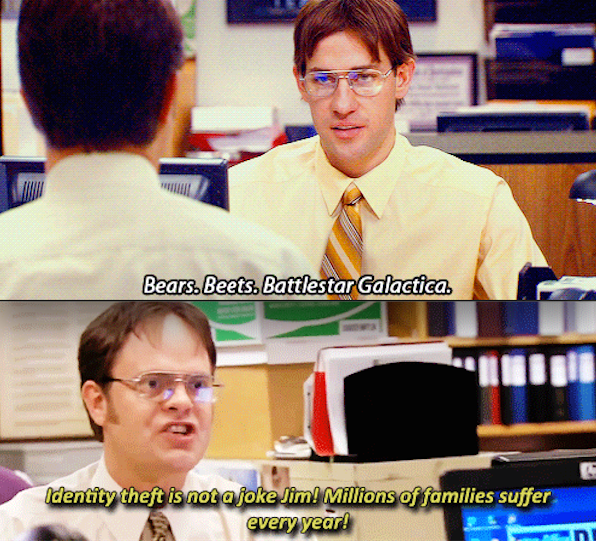 Bears. Beets. Battlestar Galactica.
Identity theft is not a joke Jim! Millions of families suffer
every year!